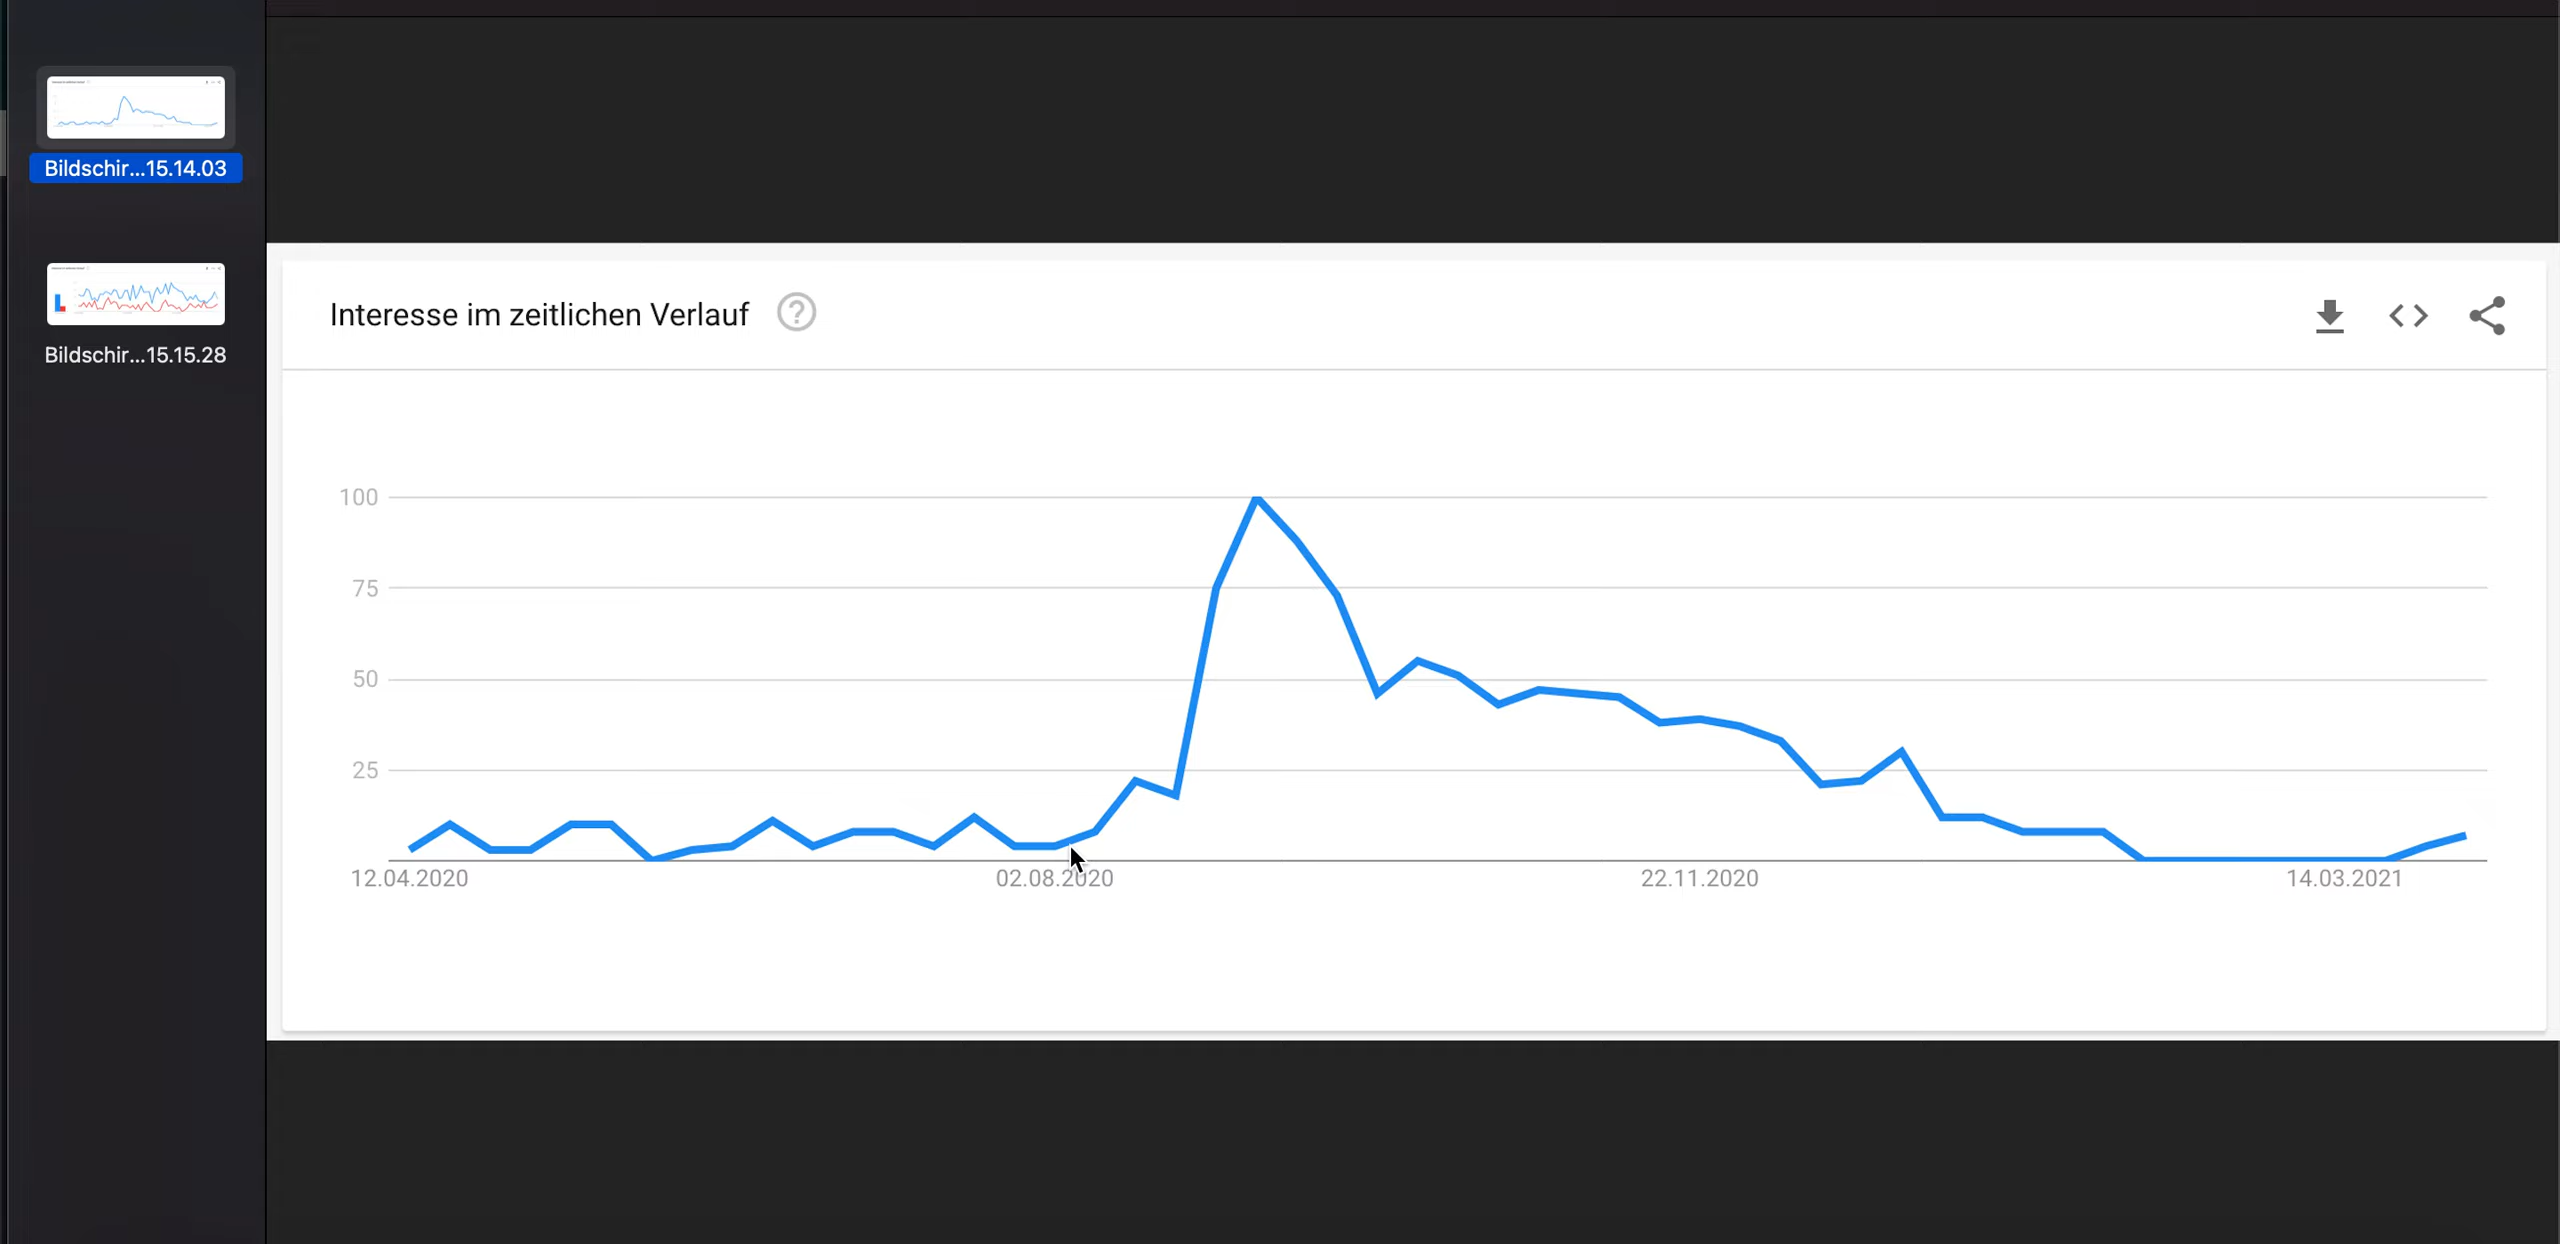 Bildschir...15.14.03
Bildschir...15.15.28
Interesse im zeitlichen Verlauf
100
75
50
25
12.04.2020
02.08.2020
22.11.2020
14.03.2021